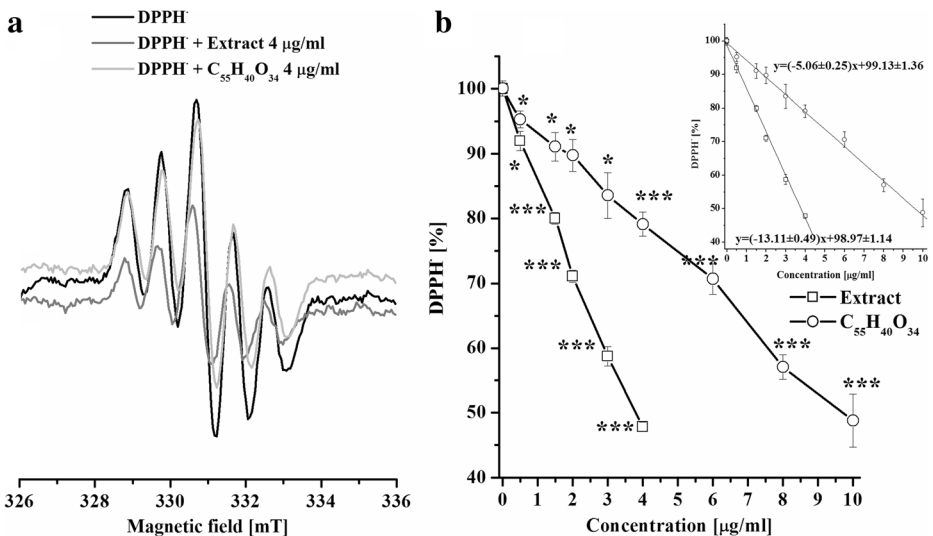 a
DPPH·
DPPH· + Extract 4 μg/ml
DPPH· + C₅₅H₄₀O₃₄ 4 μg/ml
326 328 330 332 334 336
Magnetic field [mT]
b
DPPH· [%]
100
90
80
70
60
50
40
* * * * *** *** *** ***
* *** *** *** ***
0 1 2 3 4 5 6 7 8 9 10
Concentration [μg/ml]
Extract
C₅₅H₄₀O₃₄
DPPH· [%]
100
90
80
70
60
50
40
y=(-5.06±0.25)x+99.13±1.36
y=(-13.11±0.49)x+98.97±1.14
0 1 2 3 4 5 6 7 8 9 10
Concentration [μg/ml]